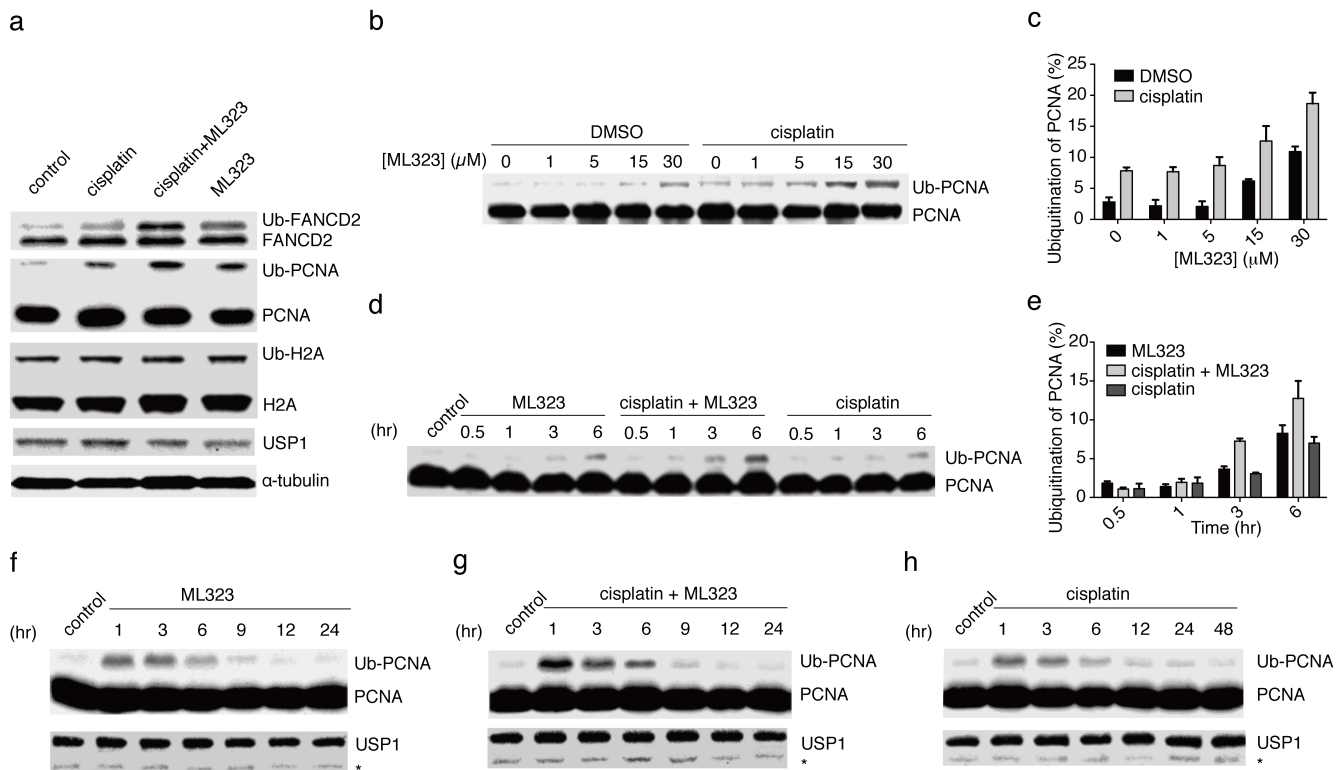 a
control
cisplatin
cisplatin+ML323
ML323
Ub-FANCD2
FANCD2
Ub-PCNA
PCNA
Ub-H2A
H2A
USP1
α-tubulin
b
DMSO cisplatin
[ML323] (μM) 0 1 5 15 30 0 1 5 15 30
Ub-PCNA
PCNA
c
Ubiquitination of PCNA (%)
25
20
15
10
5
0
DMSO
cisplatin
0 1 5 15 30
[ML323] (μM)
d
control
ML323 cisplatin + ML323 cisplatin
(hr) 0.5 1 3 6 0.5 1 3 6 0.5 1 3 6
Ub-PCNA
PCNA
e
Ubiquitination of PCNA (%)
20
15
10
5
0
ML323
cisplatin + ML323
cisplatin
0.5 1 3 6
Time (hr)
f
control
ML323
(hr) 1 3 6 9 12 24
Ub-PCNA
PCNA
USP1
*
g
control
cisplatin + ML323
(hr) 1 3 6 9 12 24
Ub-PCNA
PCNA
USP1
*
h
control
cisplatin
(hr) 1 3 6 12 24 48
Ub-PCNA
PCNA
USP1
*